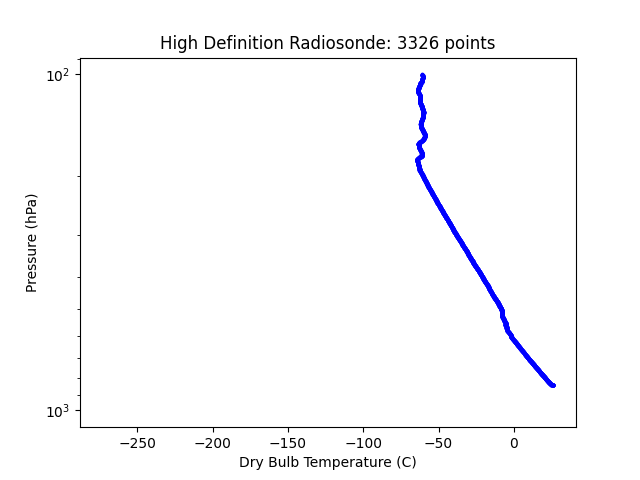 High Definition Radiosonde: 3326 points
10²
10³
Pressure (hPa)
−250 −200 −150 −100 −50 0
Dry Bulb Temperature (C)